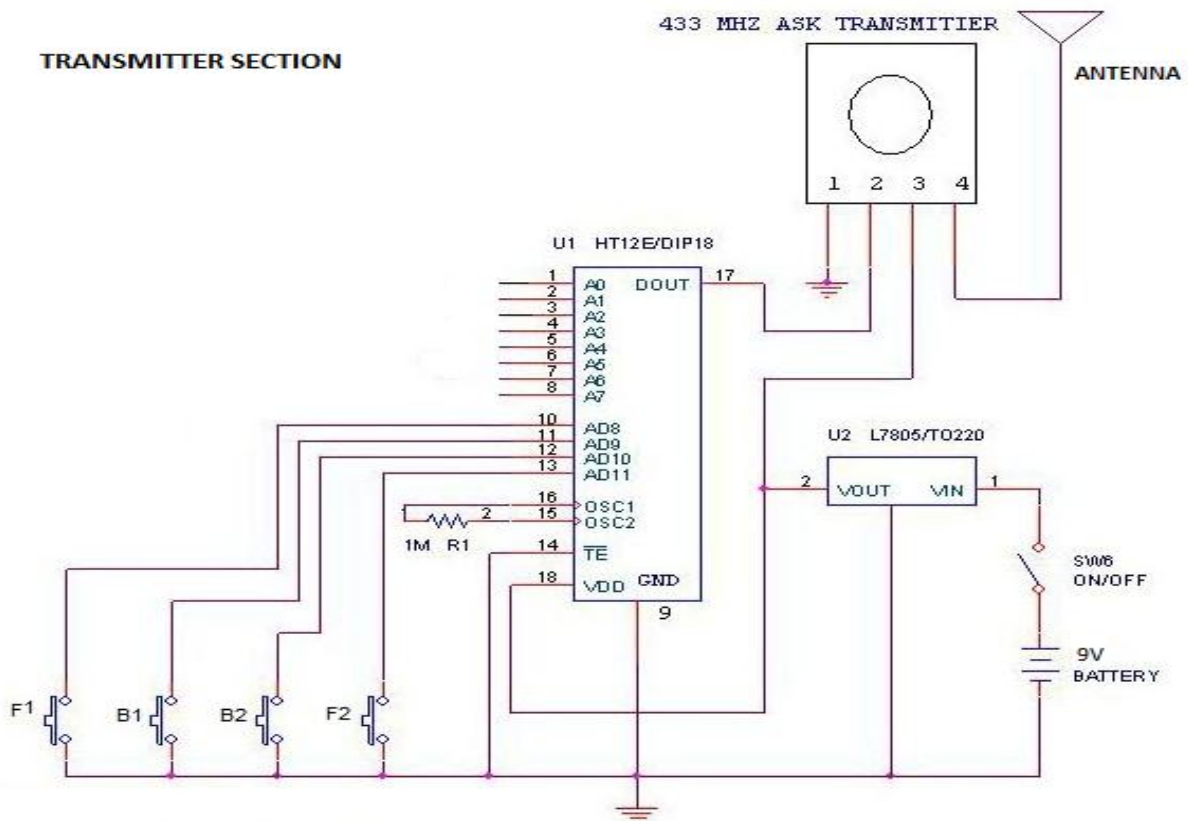 433 MHZ ASK TRANSMITIER
TRANSMITTER SECTION
ANTENNA
1 2 3 4
U1 HT12E/DIP18
1 A0 DOUT 17
2 A1
3 A2
4 A3
5 A4
6 A5
7 A6
8 A7
10 AD8
11 AD9
12 AD10
13 AD11
16 OSC1
2 15 OSC2
1M R1
14 TE
18 VDD GND
9
U2 L7805/TO220
2 VOUT VIN 1
SW6
ON/OFF
9V
BATTERY
F1 B1 B2 F2